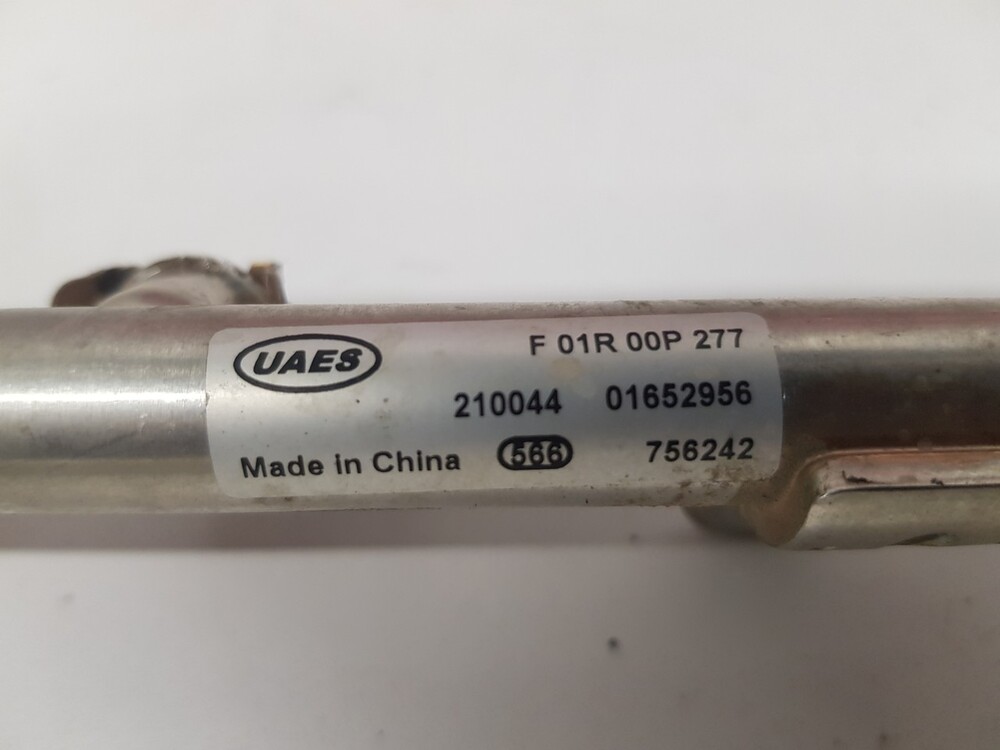 UAES F 01R 00P 277
210044 01652956
Made in China 566 756242